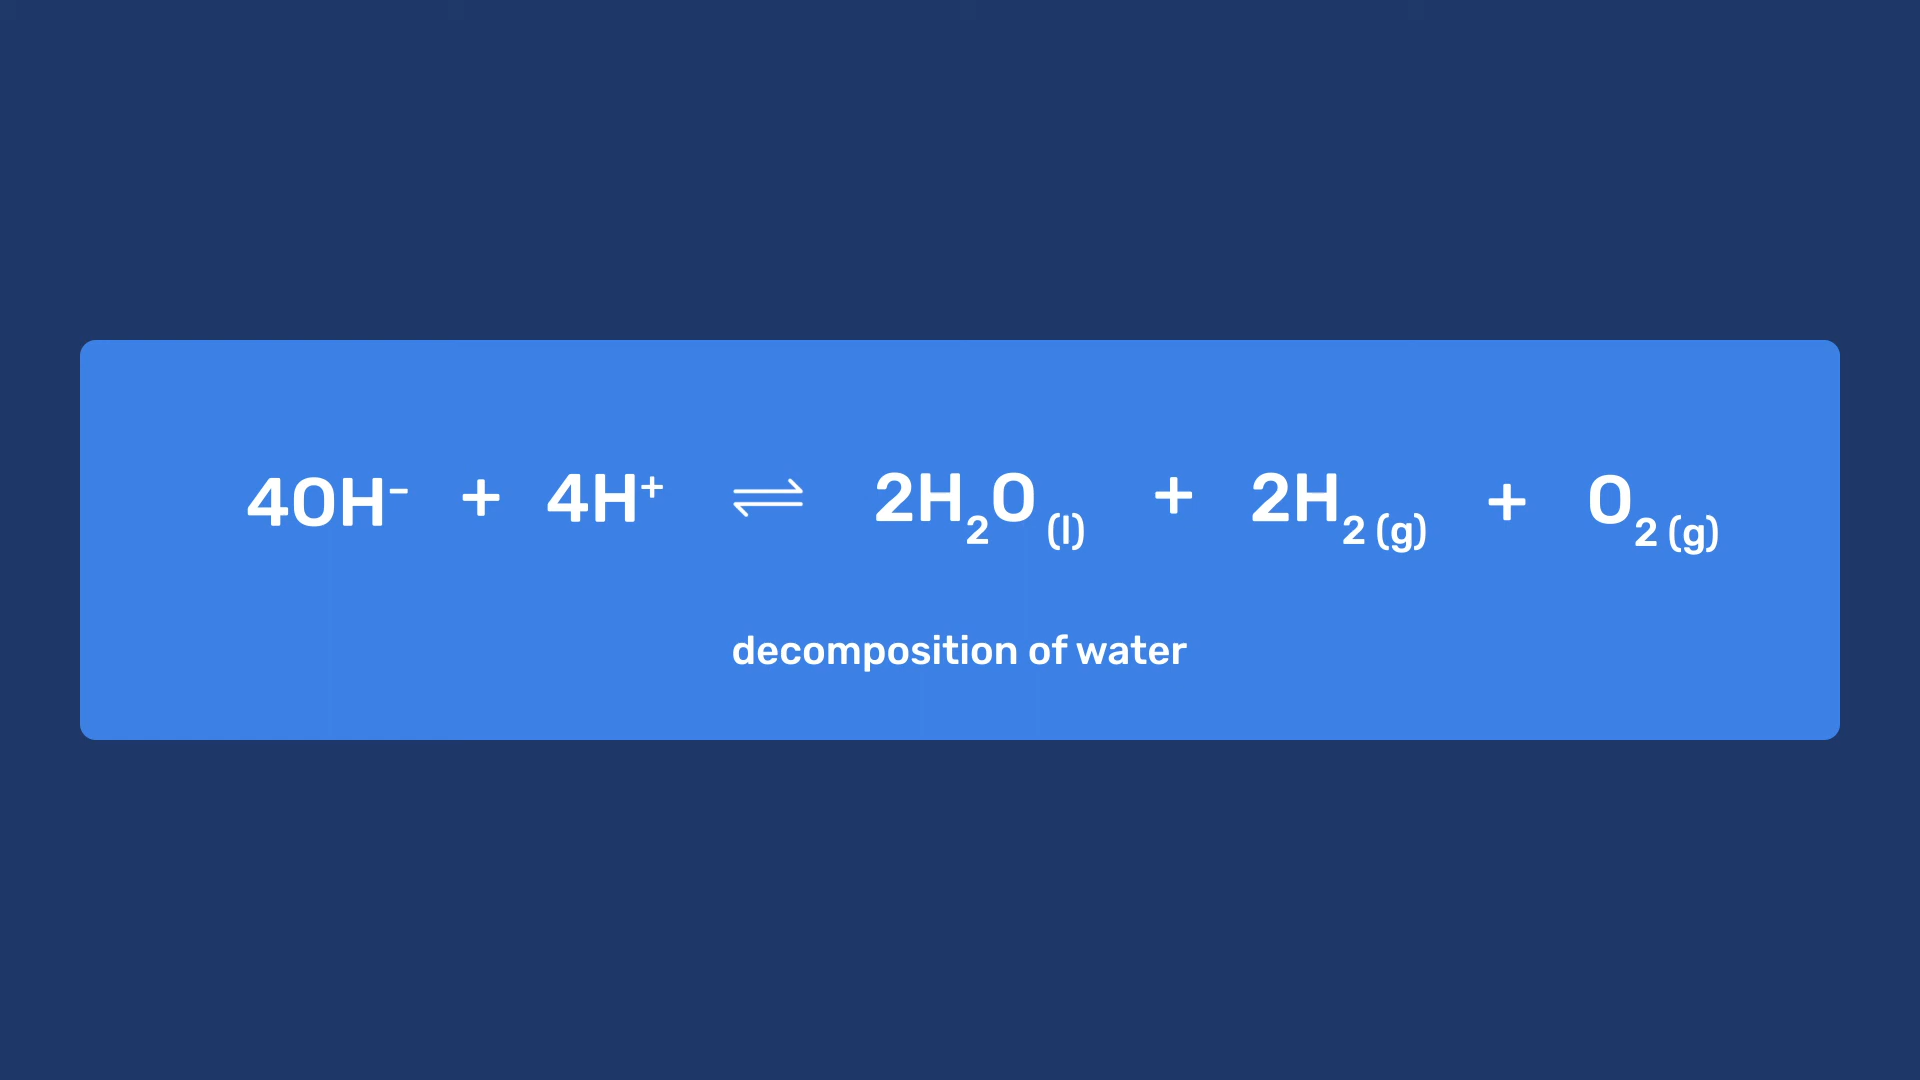 4OH⁻ + 4H⁺ ⇌ 2H₂O (l) + 2H₂ (g) + O₂ (g)
decomposition of water